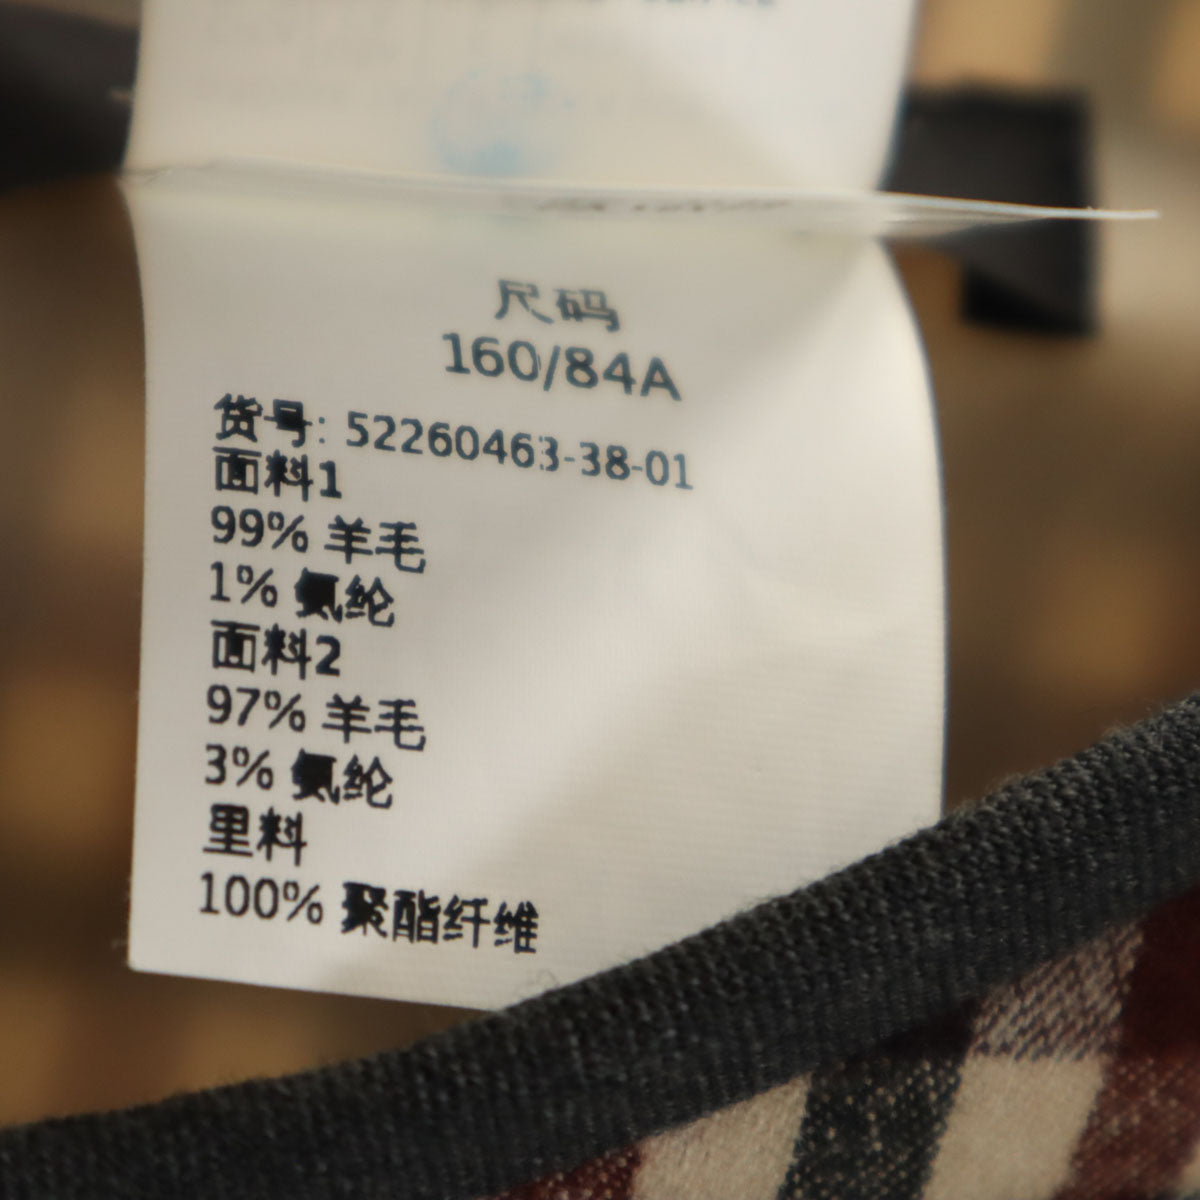 尺码
160/84A
货号: 52260463-38-01
面料1
99% 羊毛
1% 氨纶
面料2
97% 羊毛
3% 氨纶
里料
100% 聚酯纤维